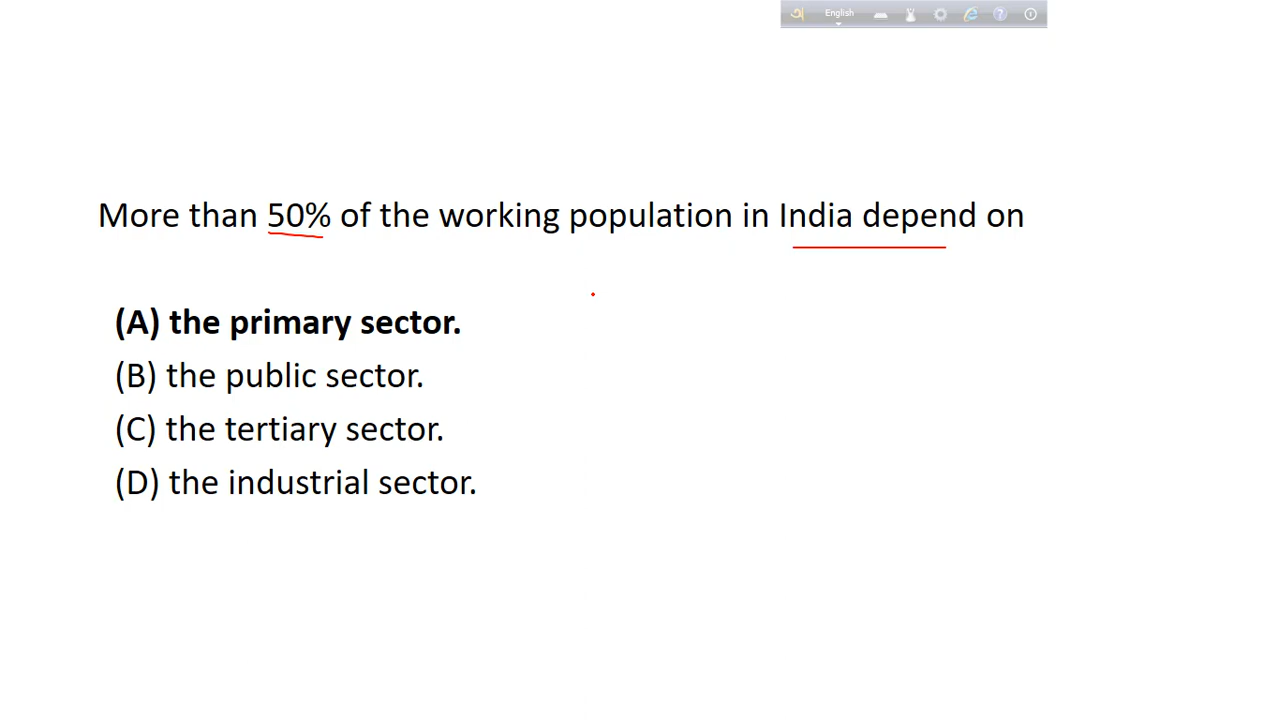 English
More than 50% of the working population in India depend on
(A) the primary sector.
(B) the public sector.
(C) the tertiary sector.
(D) the industrial sector.